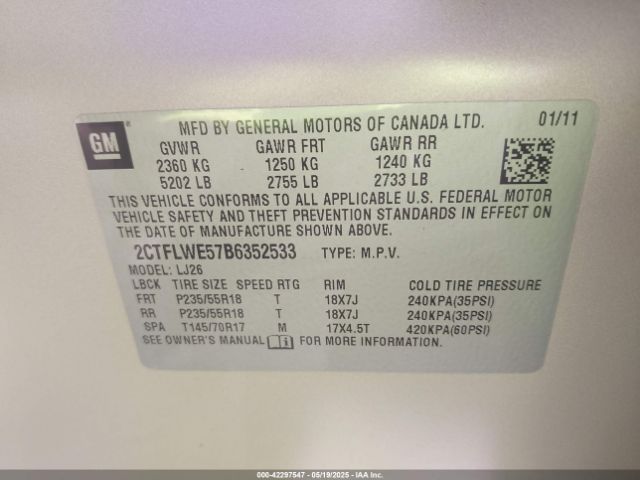 GM
MFD BY GENERAL MOTORS OF CANADA LTD. 01/11
GVWR GAWR FRT GAWR RR
2360 KG 1250 KG 1240 KG
5202 LB 2755 LB 2733 LB
THIS VEHICLE CONFORMS TO ALL APPLICABLE U.S. FEDERAL MOTOR
VEHICLE SAFETY AND THEFT PREVENTION STANDARDS IN EFFECT ON
THE DATE OF MANUFACTURE SHOWN ABOVE.
2CTFLWE57B6352533 TYPE: M.P.V.
MODEL: LJ26
LBCK TIRE SIZE SPEED RTG RIM COLD TIRE PRESSURE
FRT P235/55R18 T 18X7J 240KPA(35PSI)
RR P235/55R18 T 18X7J 240KPA(35PSI)
SPA T145/70R17 M 17X4.5T 420KPA(60PSI)
SEE OWNER'S MANUAL i FOR MORE INFORMATION.
000-42297547 - 05/19/2025 - IAA, Inc.